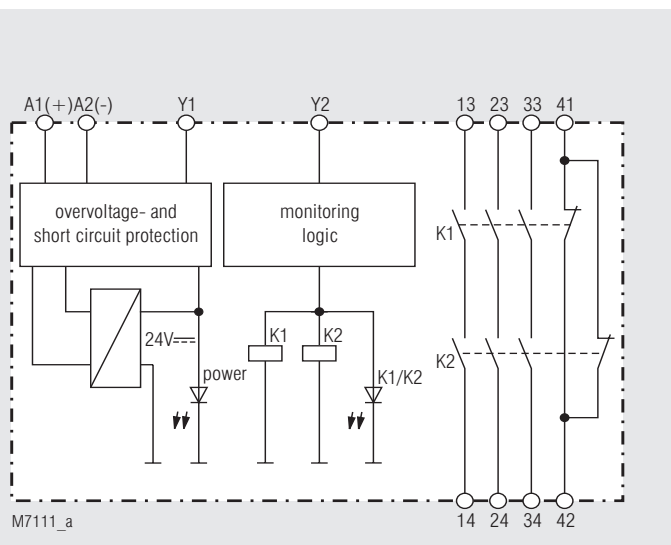 A1(+) A2(-) Y1 Y2 13 23 33 41
overvoltage- and
short circuit protection
monitoring
logic
K1
24V
K1
K2
K2
power
K1/K2
14 24 34 42
M7111_a